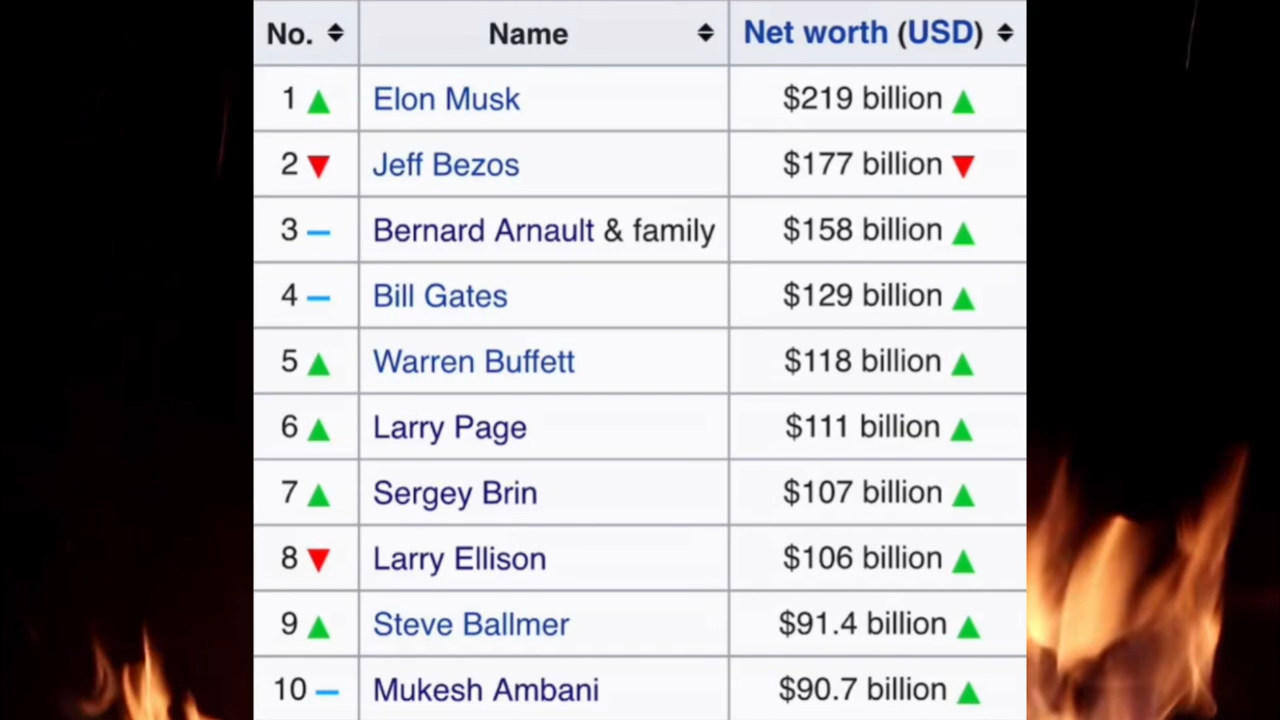 No. Name Net worth (USD)
1 Elon Musk $219 billion
2 Jeff Bezos $177 billion
3 Bernard Arnault & family $158 billion
4 Bill Gates $129 billion
5 Warren Buffett $118 billion
6 Larry Page $111 billion
7 Sergey Brin $107 billion
8 Larry Ellison $106 billion
9 Steve Ballmer $91.4 billion
10 Mukesh Ambani $90.7 billion